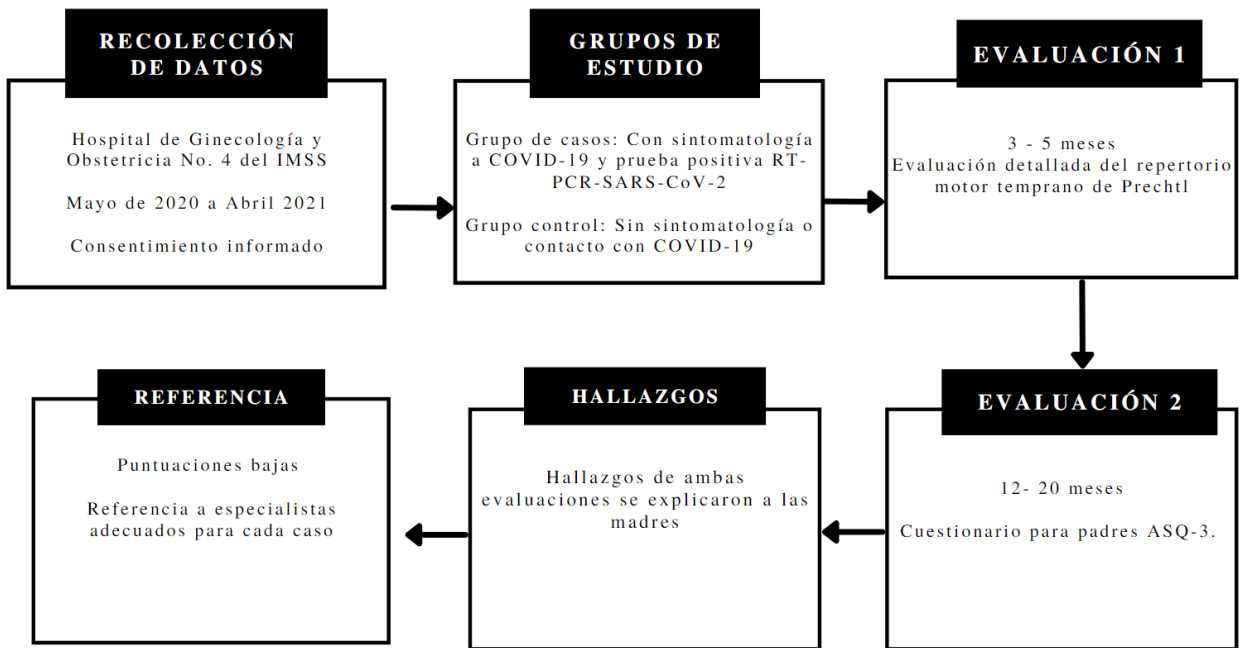 RECOLECCIÓN
DE DATOS
Hospital de Ginecología y
Obstetricia No. 4 del IMSS
Mayo de 2020 a Abril 2021
Consentimiento informado
GRUPOS DE
ESTUDIO
Grupo de casos: Con sintomatología
a COVID-19 y prueba positiva RT-
PCR-SARS-CoV-2
Grupo control: Sin sintomatología o
contacto con COVID-19
EVALUACIÓN 1
3 - 5 meses
Evaluación detallada del repertorio
motor temprano de Prechtl
EVALUACIÓN 2
12- 20 meses
Cuestionario para padres ASQ-3.
HALLAZGOS
Hallazgos de ambas
evaluaciones se explicaron a las
madres
REFERENCIA
Puntuaciones bajas
Referencia a especialistas
adecuados para cada caso